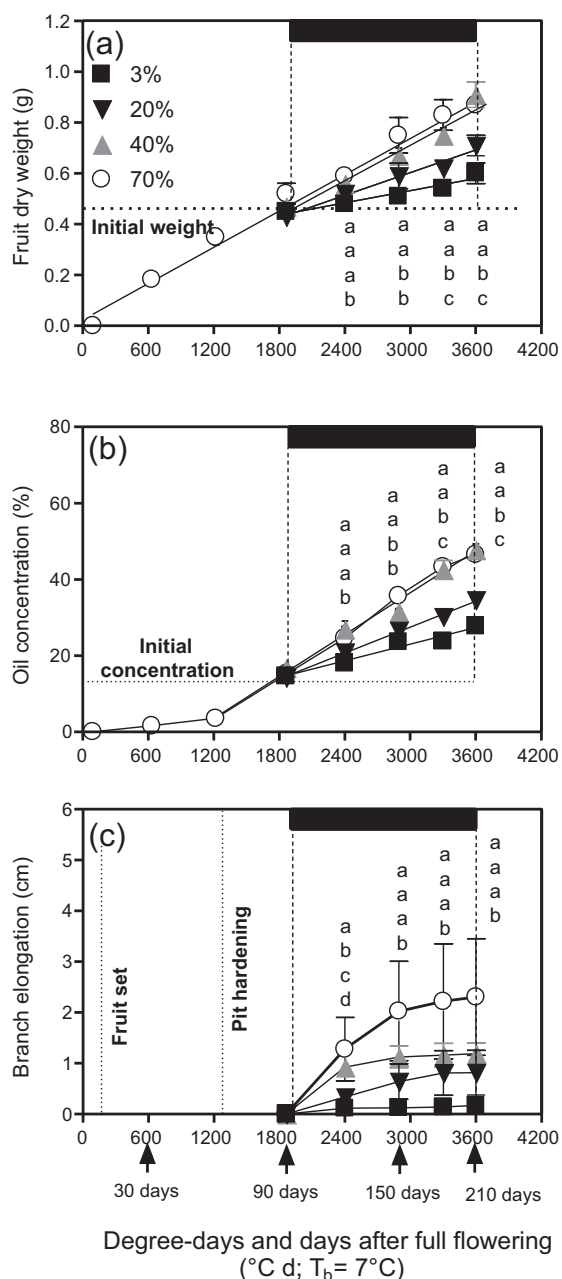 (a)
3%
20%
40%
70%
Initial weight
Fruit dry weight (g)
1.2
1.0
0.8
0.6
0.4
0.2
0.0
a a a a
a a a a
a b b b
b b c c
0 600 1200 1800 2400 3000 3600 4200
(b)
Oil concentration (%)
80
60
40
20
0
Initial
concentration
a a a a
a a a a
a b b b
b b c c
0 600 1200 1800 2400 3000 3600 4200
(c)
Branch elongation (cm)
6
5
4
3
2
1
0
Fruit set
Pit hardening
a a a a
b a a a
c a a a
d b b b
0 600 1200 1800 2400 3000 3600 4200
30 days 90 days 150 days 210 days
Degree-days and days after full flowering
(°C d; Tb= 7°C)